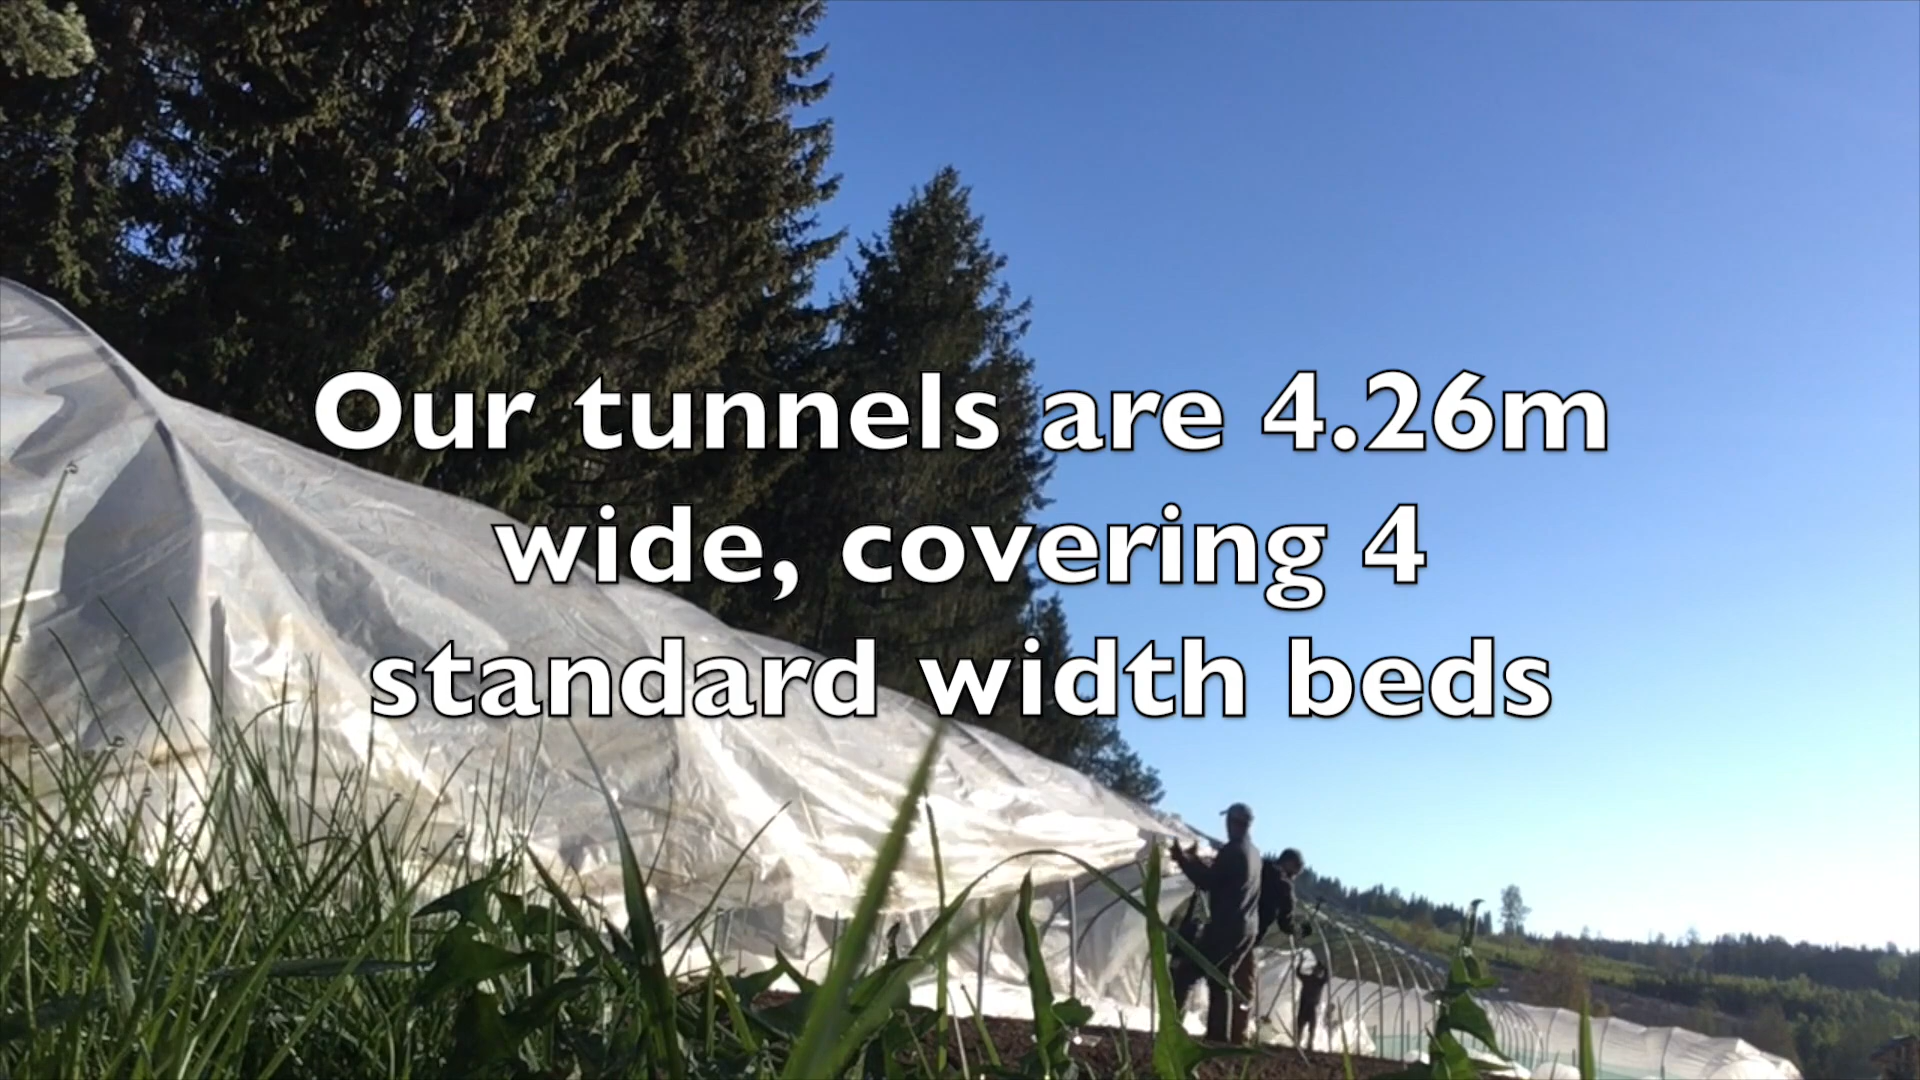 Our tunnels are 4.26m
wide, covering 4
standard width beds